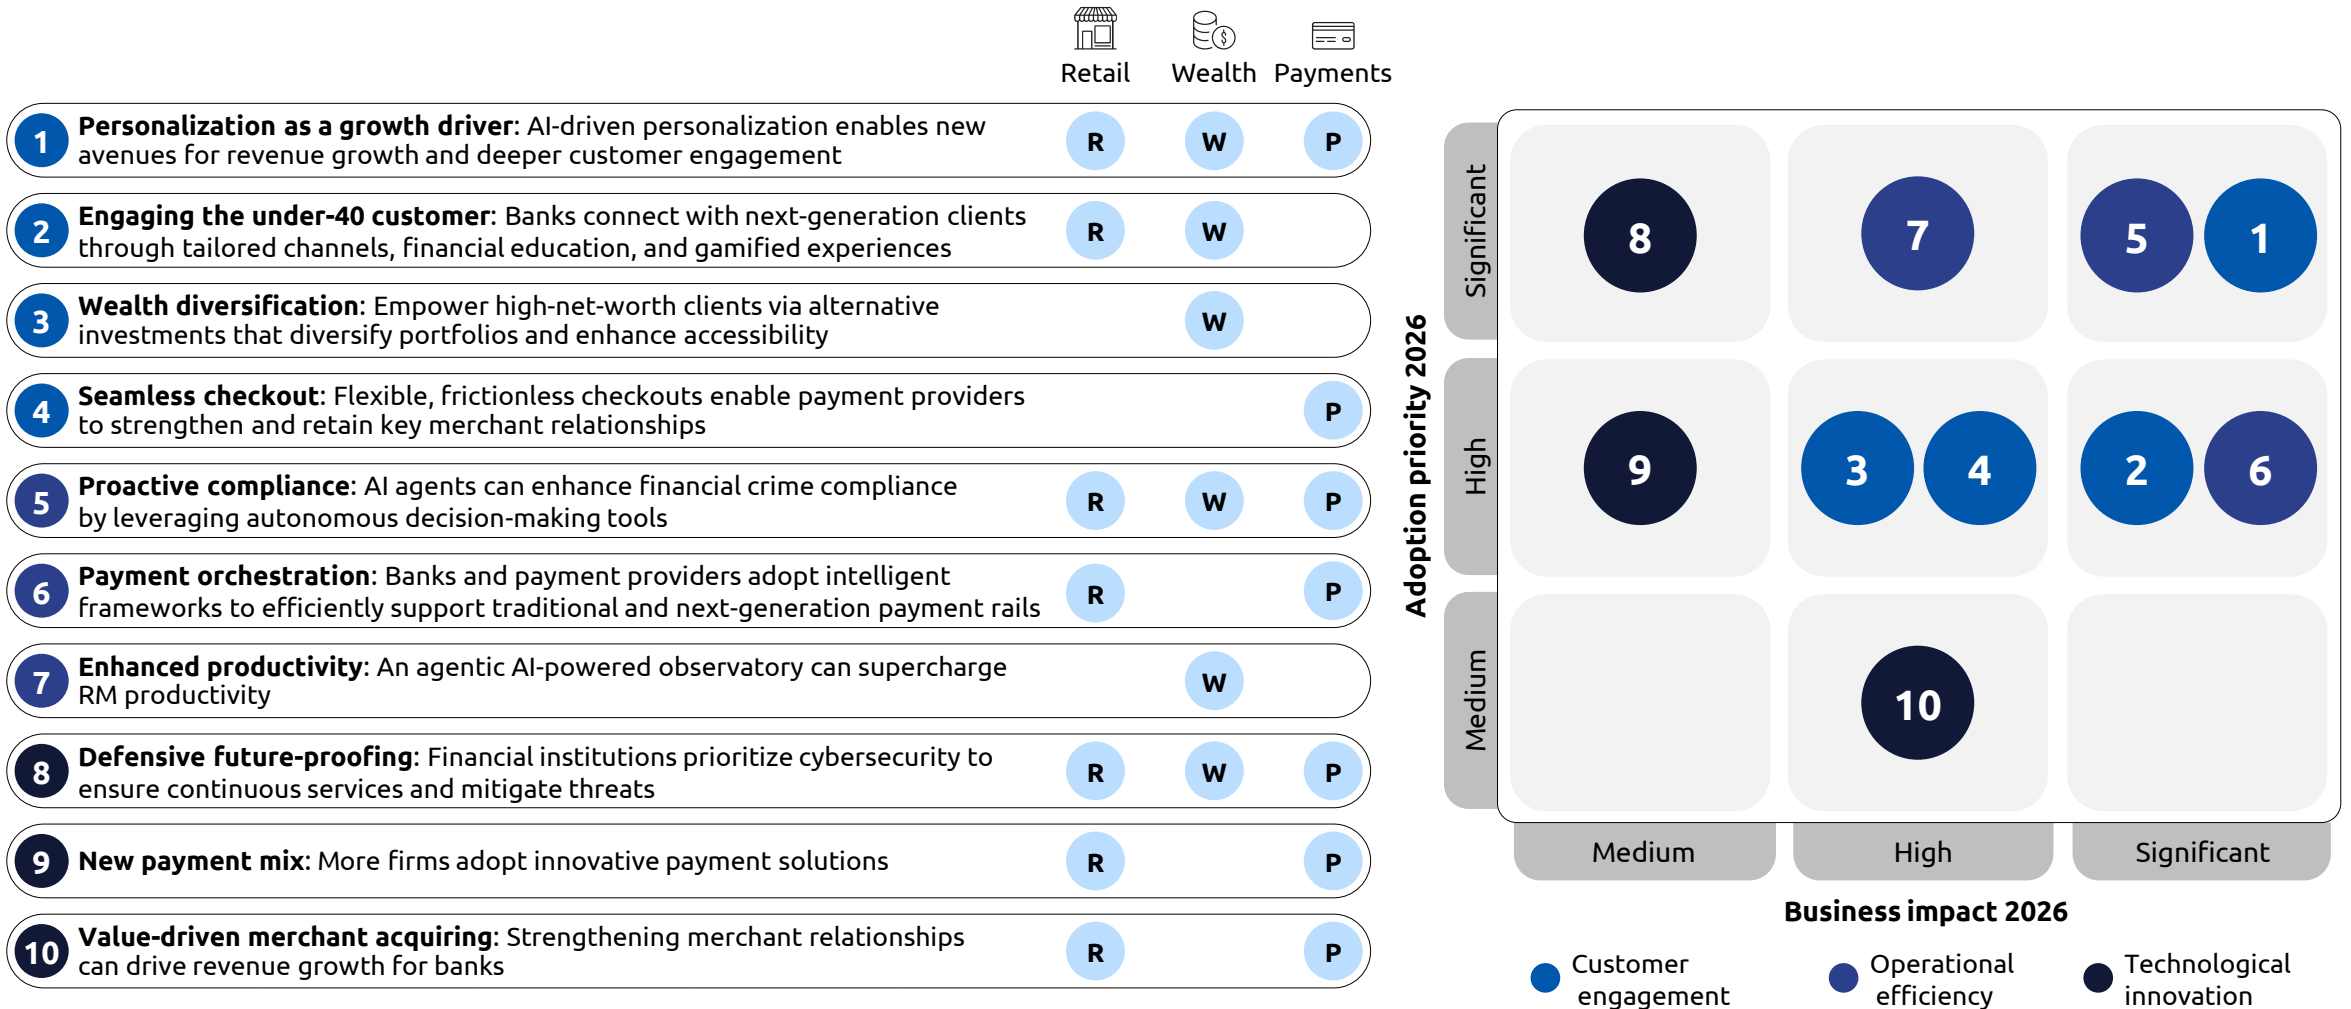 Retail
Wealth
Payments
1
Personalization as a growth driver: AI-driven personalization enables new
avenues for revenue growth and deeper customer engagement
R
W
P
2
Engaging the under-40 customer: Banks connect with next-generation clients
through tailored channels, financial education, and gamified experiences
R
W
3
Wealth diversification: Empower high-net-worth clients via alternative
investments that diversify portfolios and enhance accessibility
W
4
Seamless checkout: Flexible, frictionless checkouts enable payment providers
to strengthen and retain key merchant relationships
P
5
Proactive compliance: AI agents can enhance financial crime compliance
by leveraging autonomous decision-making tools
R
W
P
6
Payment orchestration: Banks and payment providers adopt intelligent
frameworks to efficiently support traditional and next-generation payment rails
R
P
7
Enhanced productivity: An agentic AI-powered observatory can supercharge
RM productivity
W
8
Defensive future-proofing: Financial institutions prioritize cybersecurity to
ensure continuous services and mitigate threats
R
W
P
9
New payment mix: More firms adopt innovative payment solutions
R
P
10
Value-driven merchant acquiring: Strengthening merchant relationships
can drive revenue growth for banks
R
P
Adoption priority 2026
Significant
8
7
5
1
High
9
3
4
2
6
Medium
10
Medium
High
Significant
Business impact 2026
Customer
engagement
Operational
efficiency
Technological
innovation